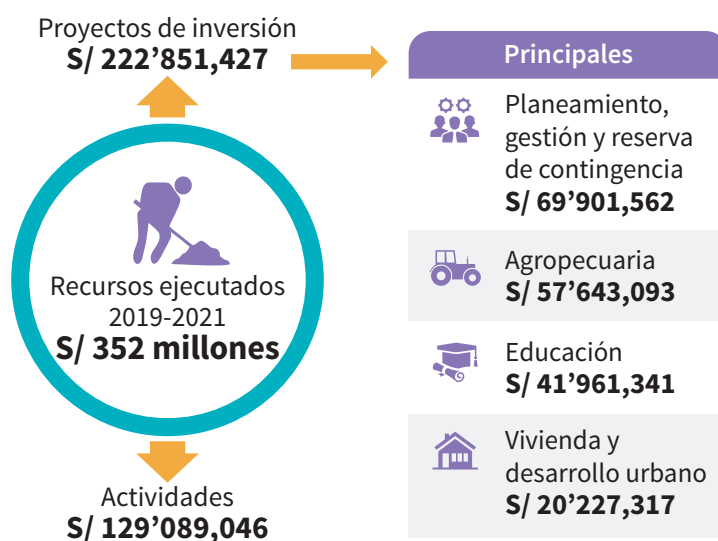 Proyectos de inversión
S/ 222’851,427
Recursos ejecutados
2019-2021
S/ 352 millones
Actividades
S/ 129’089,046
Principales
Planeamiento,
gestión y reserva
de contingencia
S/ 69’901,562
Agropecuaria
S/ 57’643,093
Educación
S/ 41’961,341
Vivienda y
desarrollo urbano
S/ 20’227,317